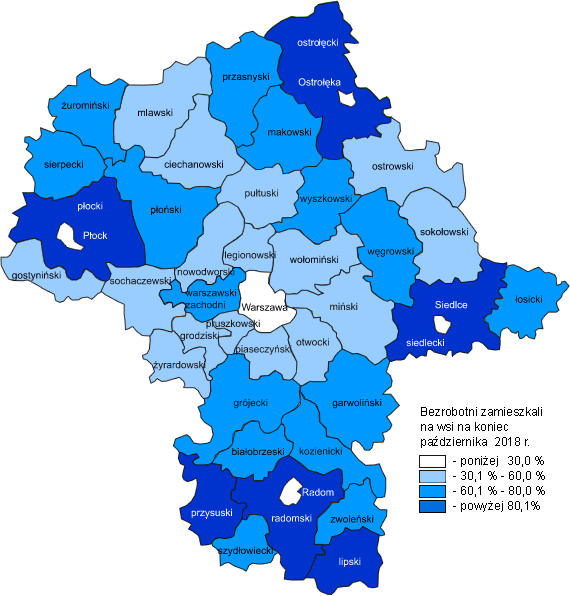 ostrołęcki
Ostrołęka
przasnyski
żuromiński
mlawski
makowski
sierpecki
ciechanowski
ostrowski
płocki
Płock
płoński
pułtuski
wyszkowski
sokołowski
węgrowski
legionowski
wołomiński
gostyniński
nowodworski
sochaczewski
warszawski
zachodni
Warszawa
miński
Siedlce
łosicki
pruszkowski
grodziski
otwocki
siedlecki
piaseczyński
żyrardowski
grójecki
garwoliński
białobrzeski
kozienicki
Radom
przysuski
radomski
zwoleński
szydłowiecki
lipski
Bezrobotni zamieszkali
na wsi na koniec
października 2018 r.
- poniżej 30,0 %
- 30,1 % - 60,0 %
- 60,1 % - 80,0 %
- powyżej 80,1%